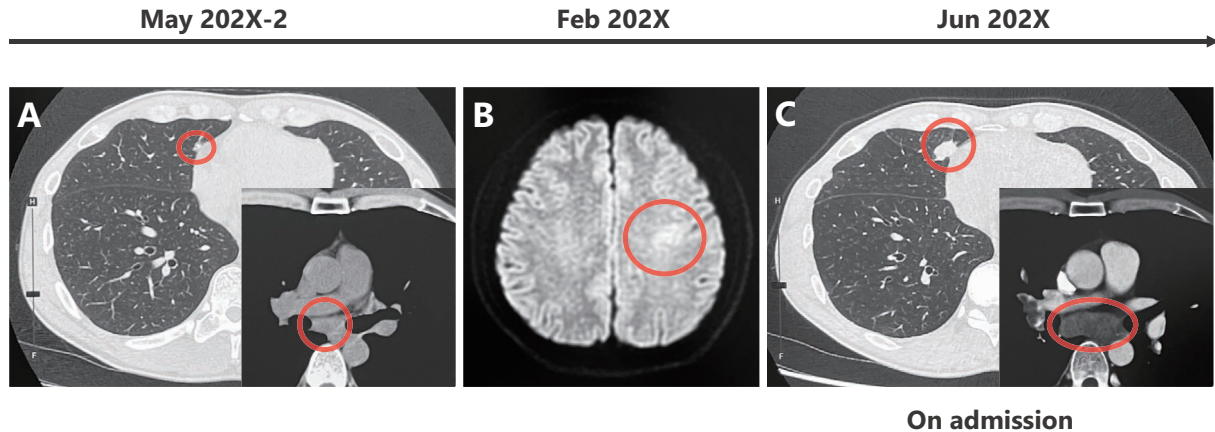 May 202X-2
Feb 202X
Jun 202X
A
B
C
H
F
H
F
On admission